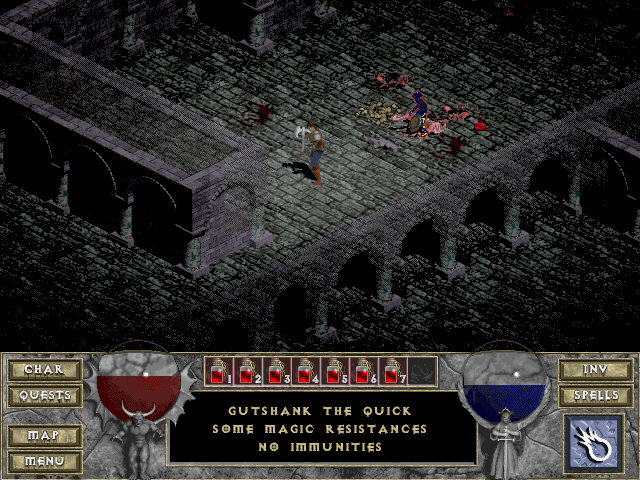 CHAR
QUESTS
MAP
MENU
1 2 3 4 5 6 7
GUTSHANK THE QUICK
SOME MAGIC RESISTANCES
NO IMMUNITIES
INV
SPELLS